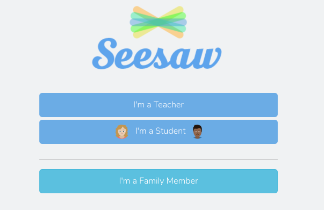 Seesaw
I'm a Teacher
I'm a Student
I'm a Family Member